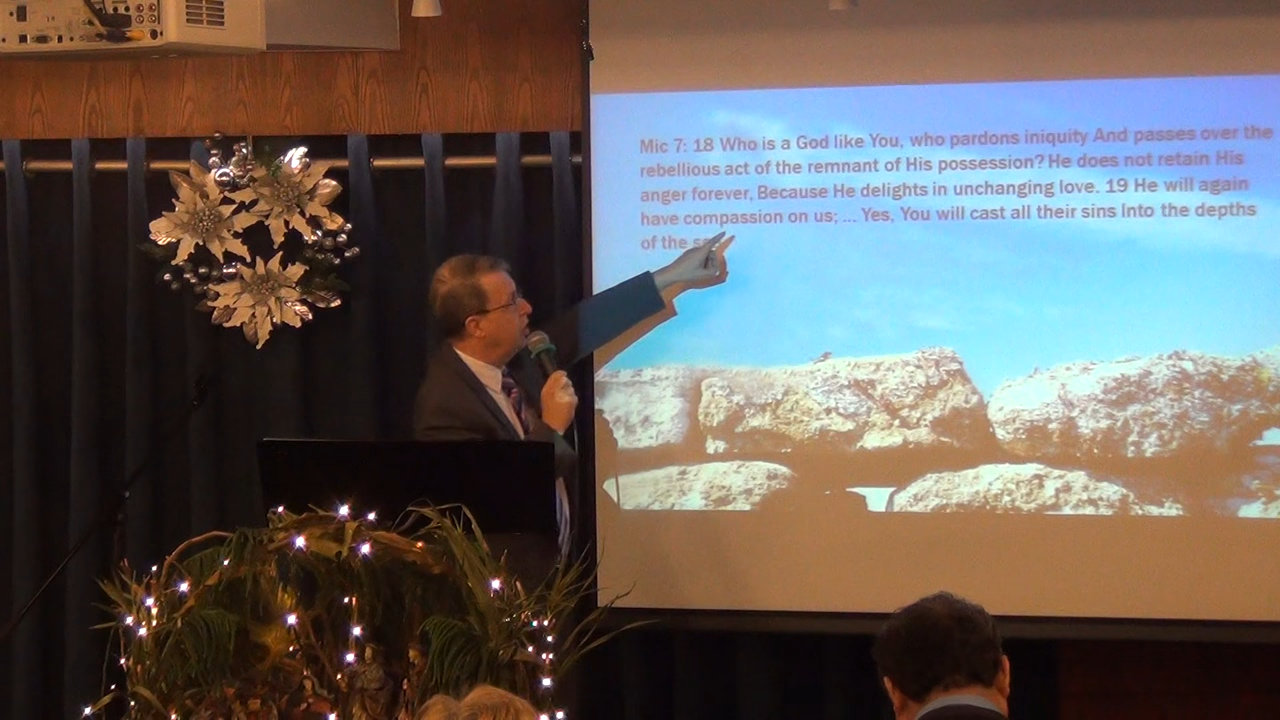 Mic 7: 18 Who is a God like You, who pardons iniquity And passes over the
rebellious act of the remnant of His possession? He does not retain His
anger forever, Because He delights in unchanging love. 19 He will again
have compassion on us; ... Yes, You will cast all their sins Into the depths
of the